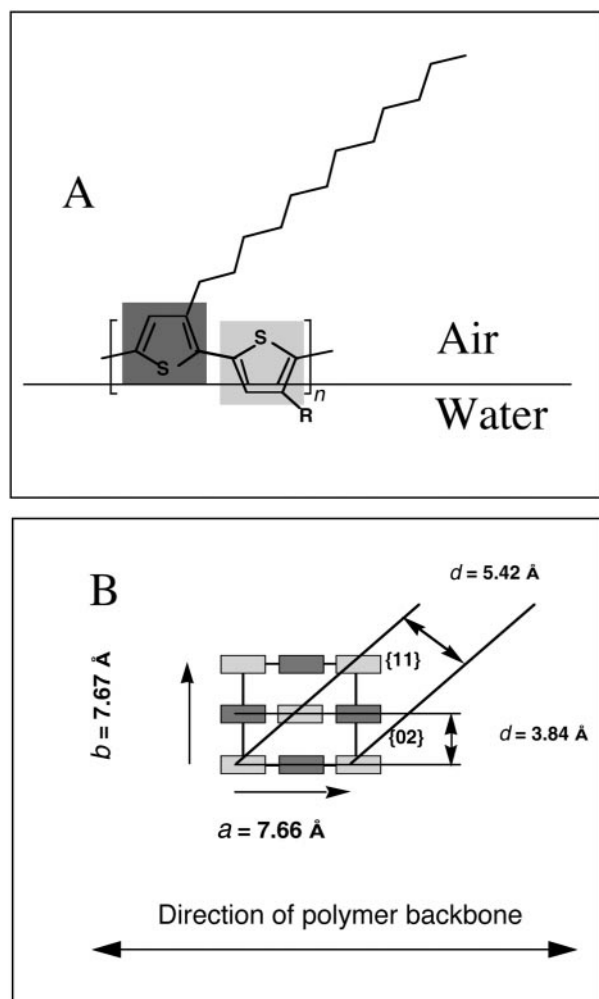 A
S
S
n
R
Air
Water
B
d = 5.42 Å
{11}
b = 7.67 Å
{02}
d = 3.84 Å
a = 7.66 Å
Direction of polymer backbone